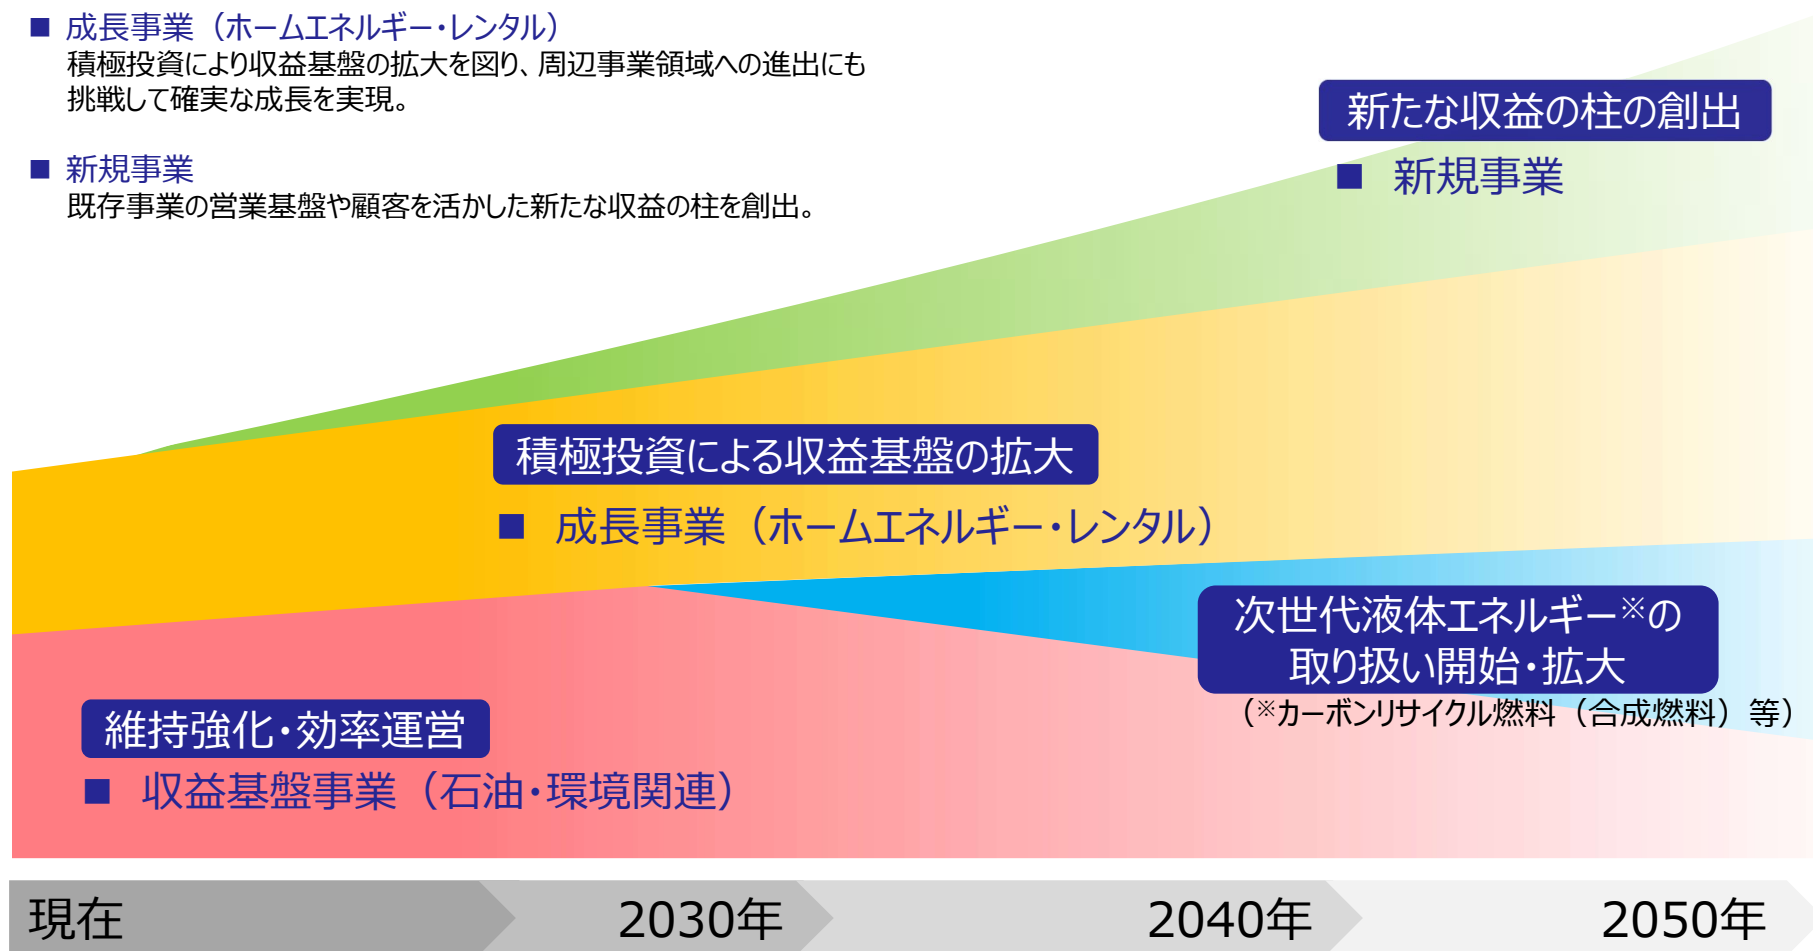 ■ 成長事業（ホームエネルギー・レンタル）
積極投資により収益基盤の拡大を図り、周辺事業領域への進出にも
挑戦して確実な成長を実現。
■ 新規事業
既存事業の営業基盤や顧客を活かした新たな収益の柱を創出。
新たな収益の柱の創出
■ 新規事業
積極投資による収益基盤の拡大
■ 成長事業（ホームエネルギー・レンタル）
次世代液体エネルギー※の
取り扱い開始・拡大
（※カーボンリサイクル燃料（合成燃料）等）
維持強化・効率運営
■ 収益基盤事業（石油・環境関連）
現在 2030年 2040年 2050年